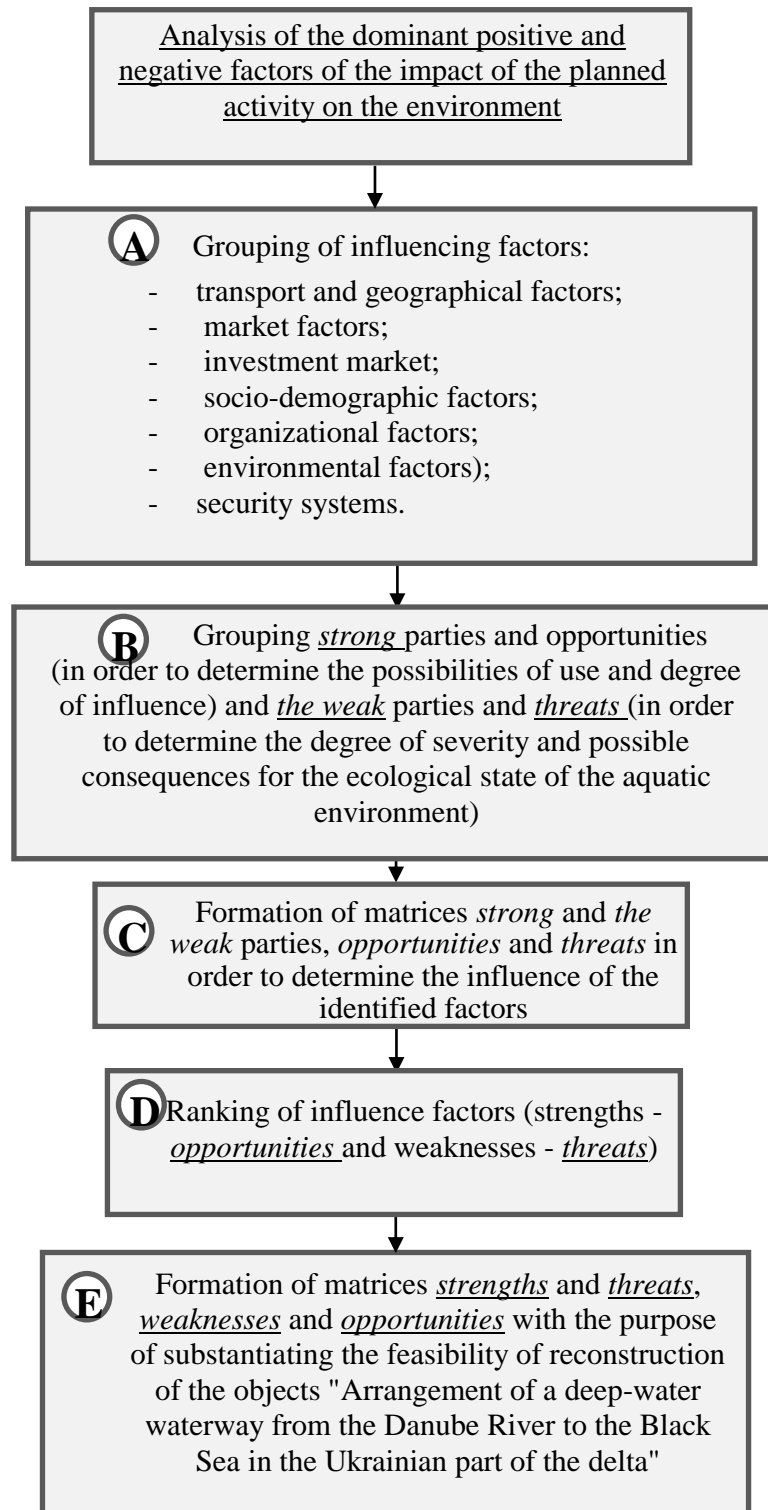 Analysis of the dominant positive and
negative factors of the impact of the planned
activity on the environment
A Grouping of influencing factors:
- transport and geographical factors;
- market factors;
- investment market;
- socio-demographic factors;
- organizational factors;
- environmental factors);
- security systems.
B Grouping strong parties and opportunities
(in order to determine the possibilities of use and degree
of influence) and the weak parties and threats (in order
to determine the degree of severity and possible
consequences for the ecological state of the aquatic
environment)
C Formation of matrices strong and the
weak parties, opportunities and threats in
order to determine the influence of the
identified factors
D Ranking of influence factors (strengths -
opportunities and weaknesses - threats)
E Formation of matrices strengths and threats,
weaknesses and opportunities with the purpose
of substantiating the feasibility of reconstruction
of the objects "Arrangement of a deep-water
waterway from the Danube River to the Black
Sea in the Ukrainian part of the delta"